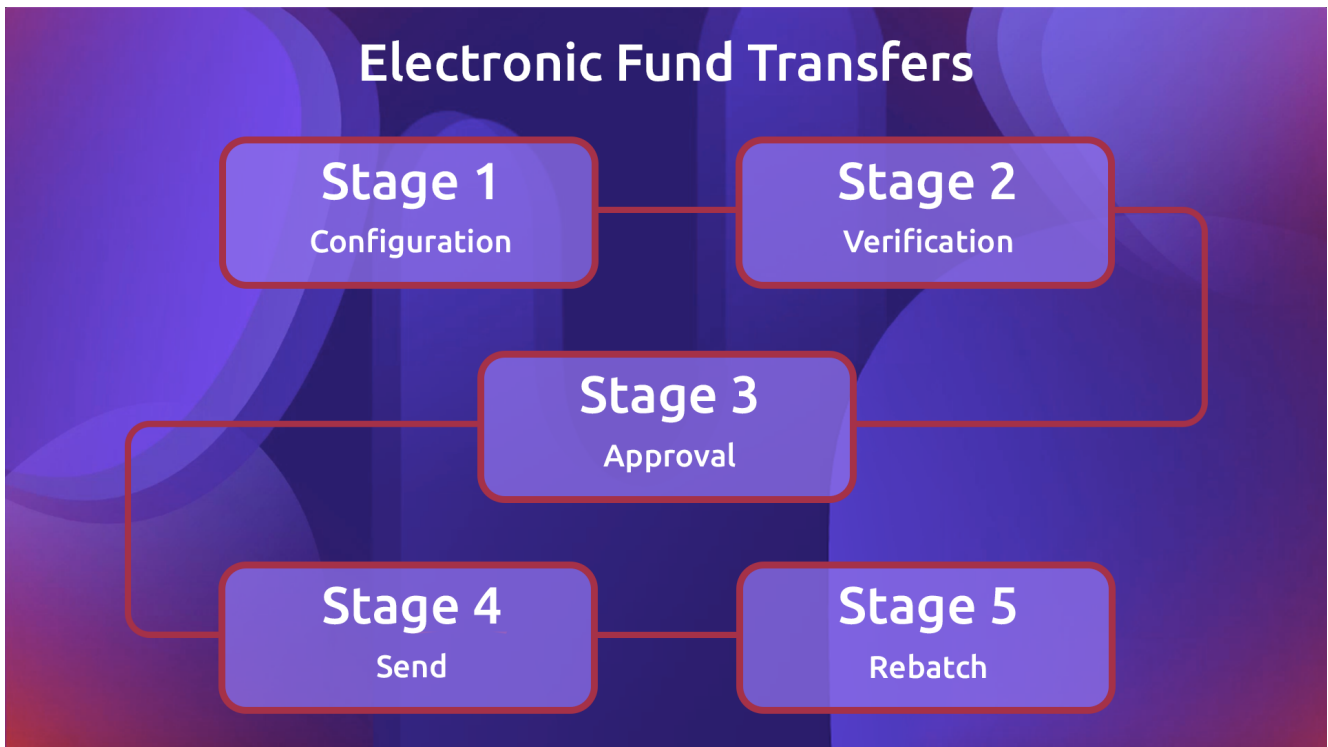 Electronic Fund Transfers
Stage 1
Configuration
Stage 2
Verification
Stage 3
Approval
Stage 4
Send
Stage 5
Rebatch